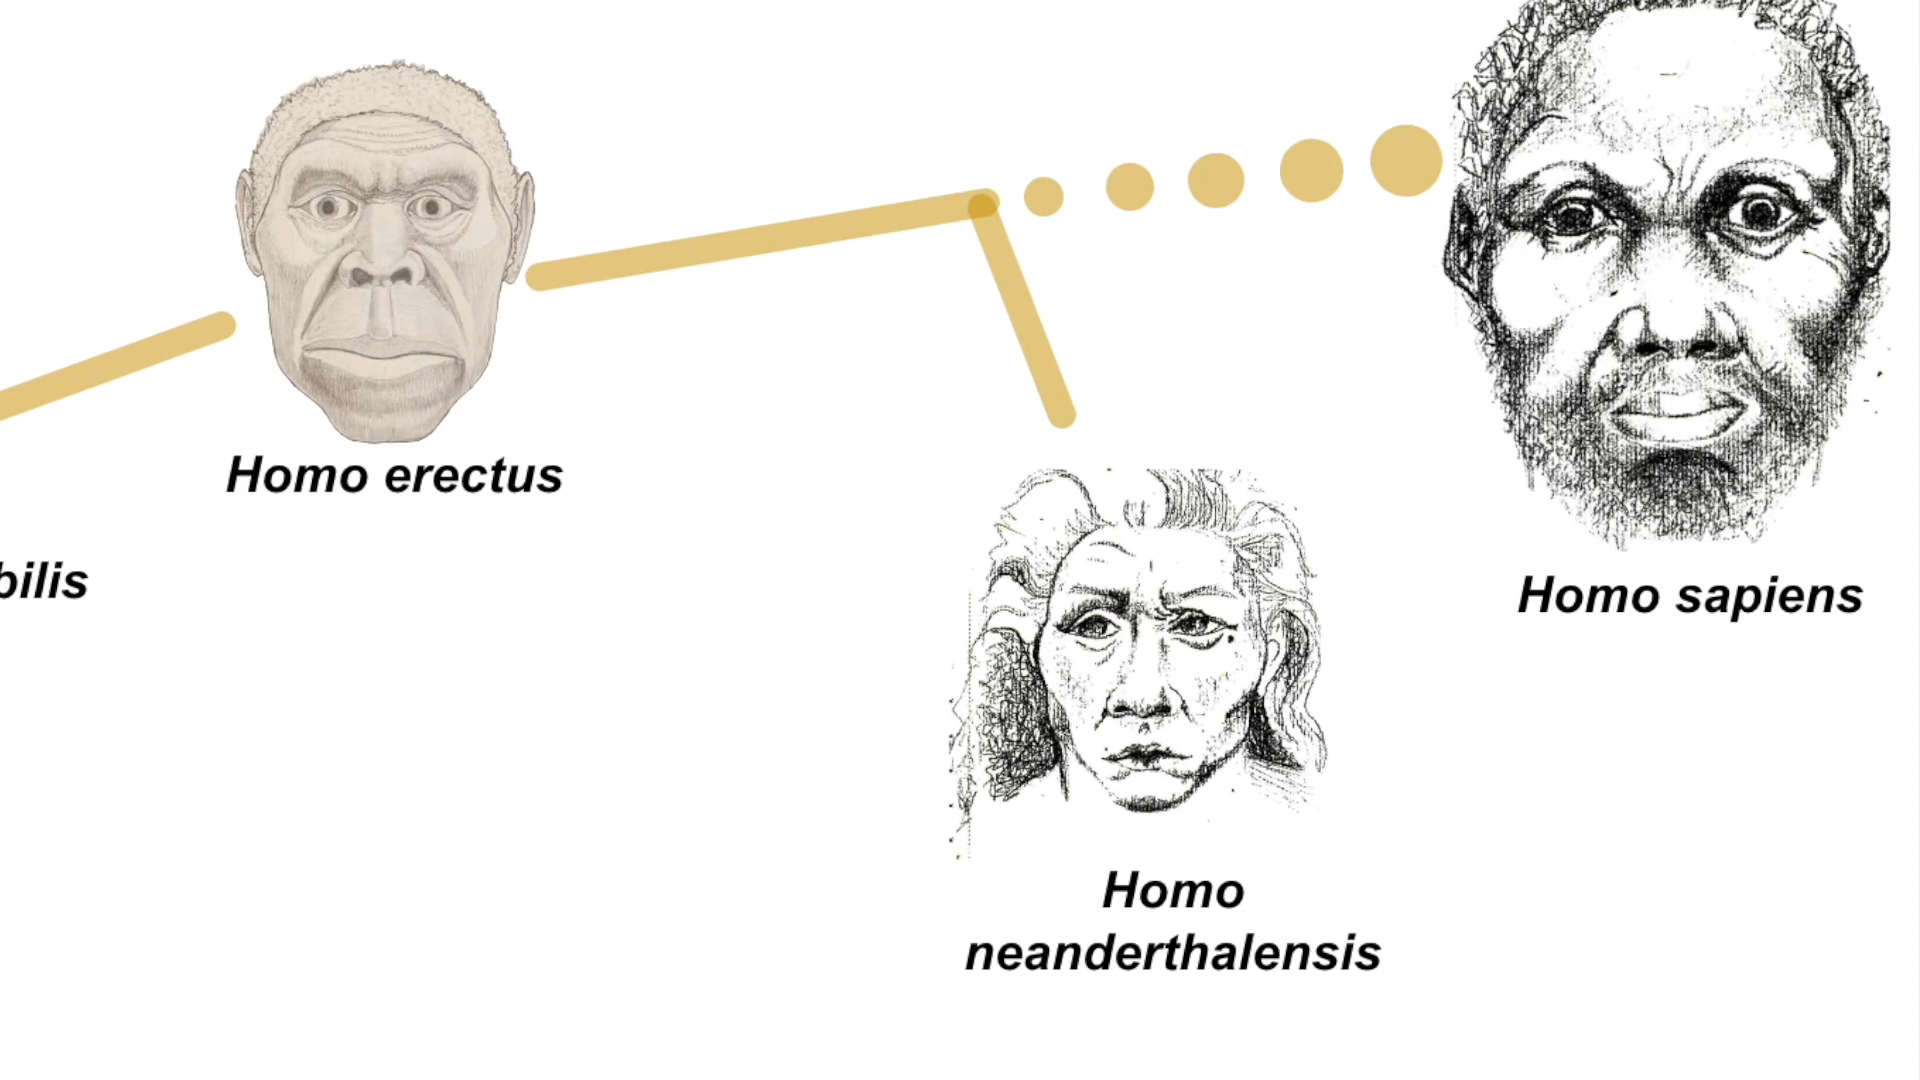 Homo erectus
bilis
Homo sapiens
Homo
neanderthalensis